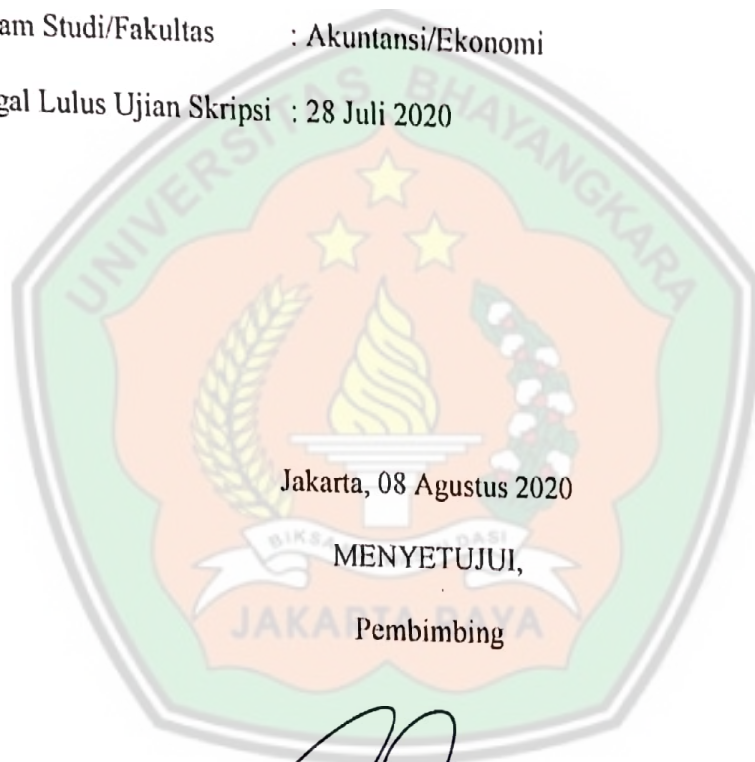 am Studi/Fakultas : Akuntansi/Ekonomi
gal Lulus Ujian Skripsi : 28 Juli 2020
UNIVERSITAS BHAYANGKARA
Jakarta, 08 Agustus 2020
MENYETUJUI,
JAKARTA RAYA
Pembimbing